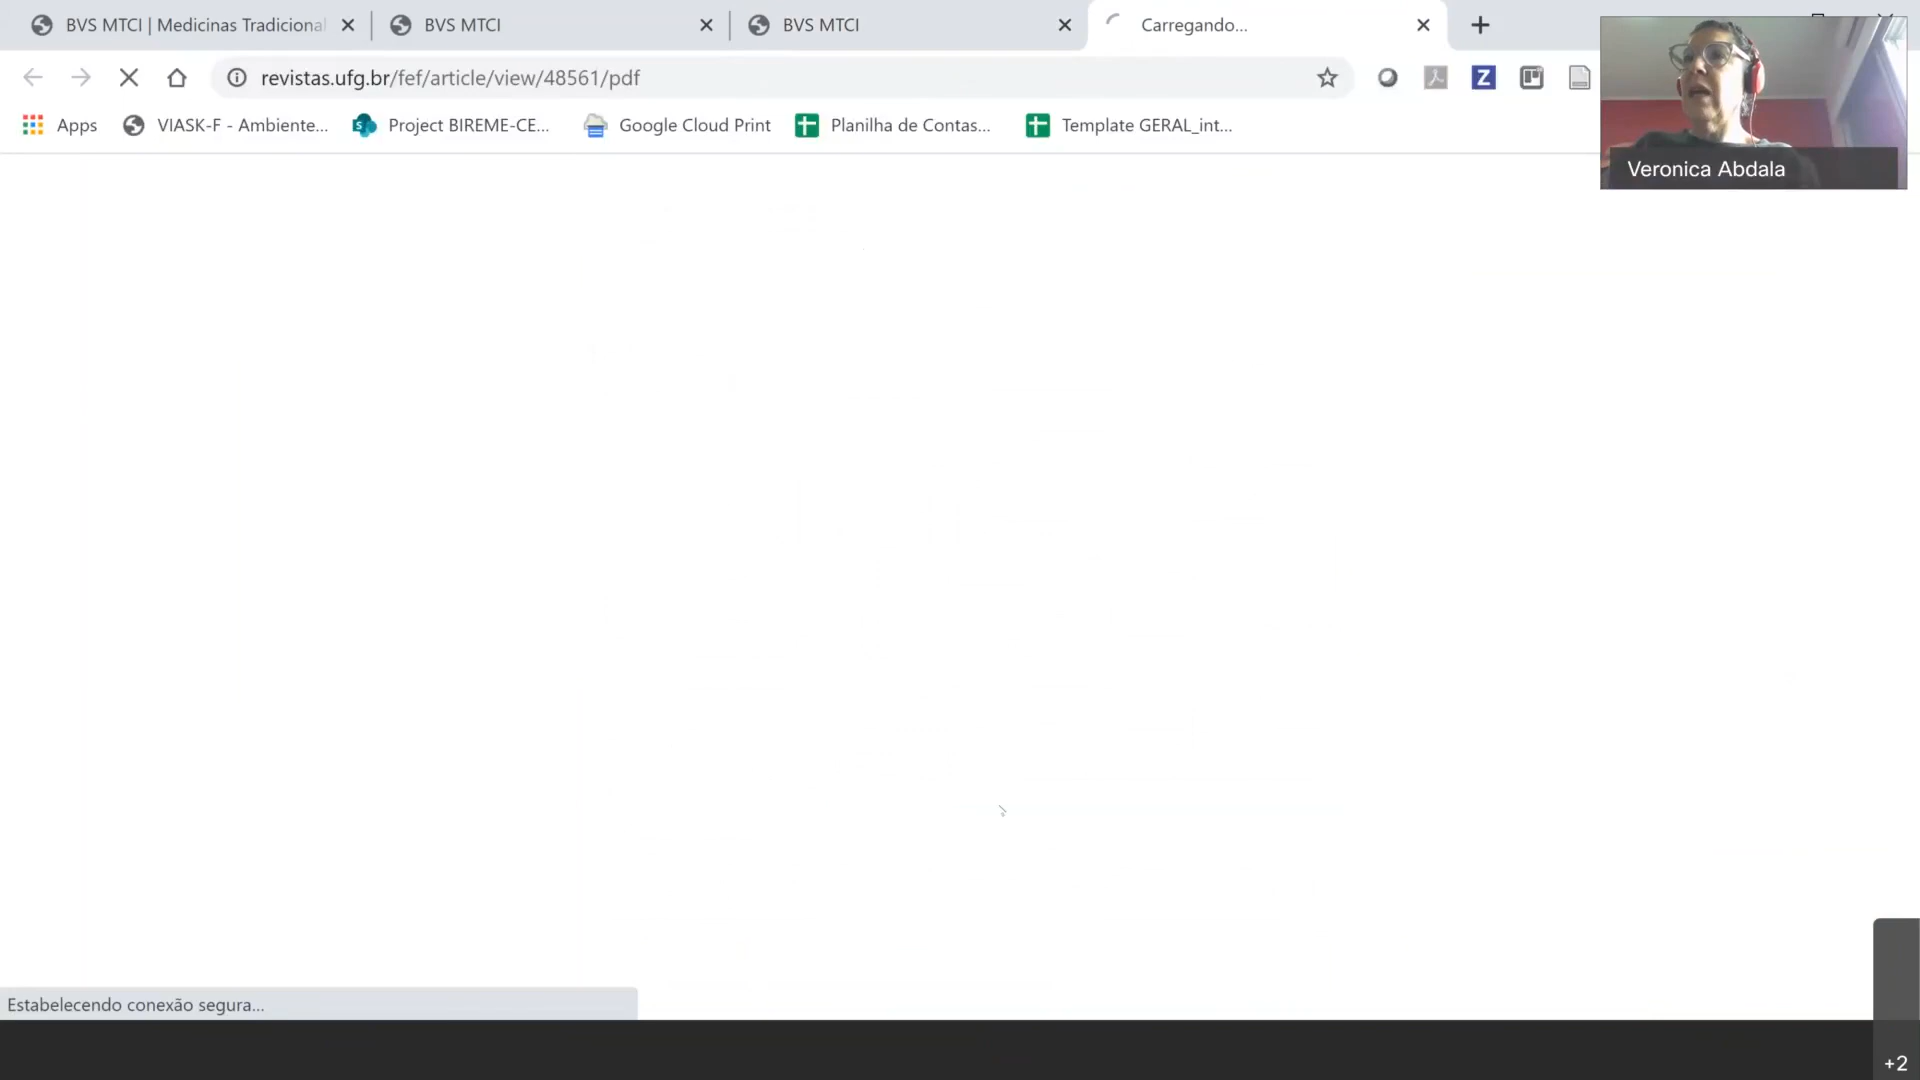 BVS MTCI | Medicinas Tradicional
BVS MTCI
BVS MTCI
Carregando...
revistas.ufg.br/fef/article/view/48561/pdf
Z
Apps
VIASK-F - Ambiente...
S
Project BIREME-CE...
Google Cloud Print
Planilha de Contas...
Template GERAL_int...
Veronica Abdala
Estabelecendo conexão segura...
+2